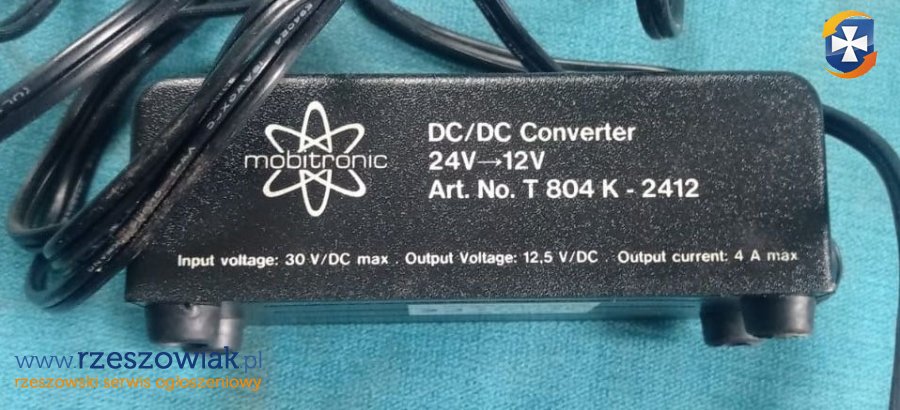 mobitronic
DC/DC Converter
24V→12V
Art. No. T 804 K - 2412
Input voltage: 30 V/DC max . Output Voltage: 12,5 V/DC . Output current: 4 A max
www.rzeszowiak.pl
rzeszowski serwis ogłoszeniowy